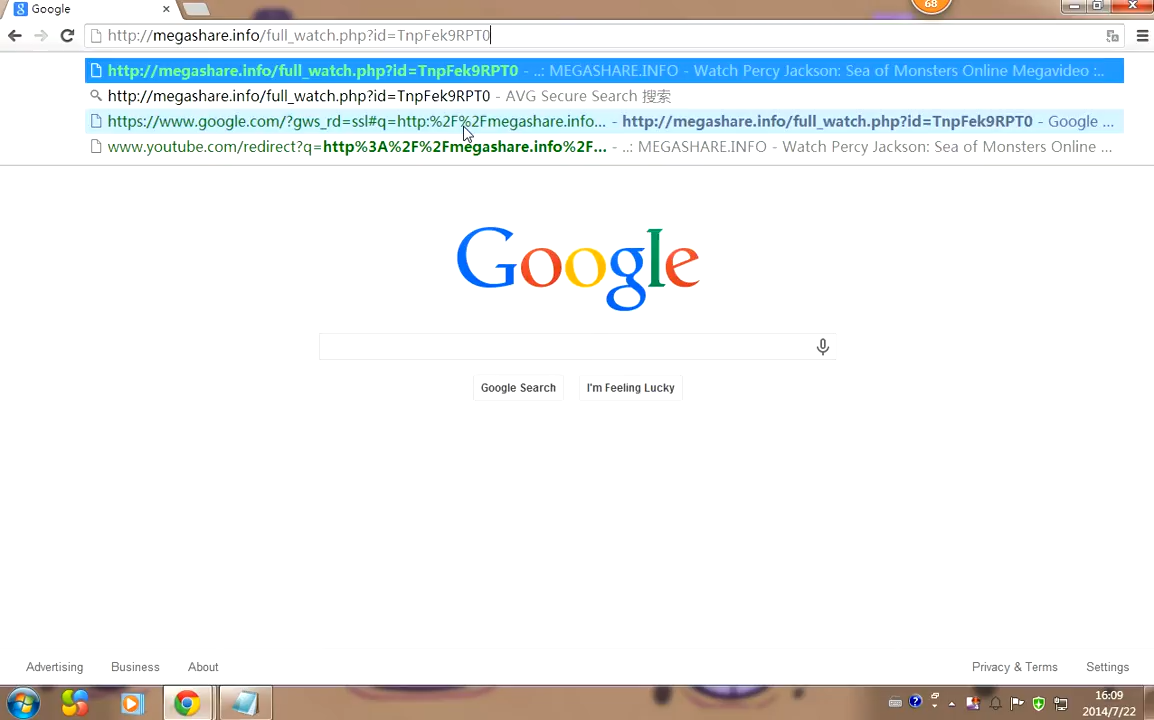 Google
68
http://megashare.info/full_watch.php?id=TnpFek9RPT0
http://megashare.info/full_watch.php?id=TnpFek9RPT0 - ..: MEGASHARE.INFO - Watch Percy Jackson: Sea of Monsters Online Megavideo :..
http://megashare.info/full_watch.php?id=TnpFek9RPT0 - AVG Secure Search 搜索
https://www.google.com/?gws_rd=ssl#q=http:%2F%2Fmegashare.info... - http://megashare.info/full_watch.php?id=TnpFek9RPT0 - Google ...
www.youtube.com/redirect?q=http%3A%2F%2Fmegashare.info%2F... - ..: MEGASHARE.INFO - Watch Percy Jackson: Sea of Monsters Online ...
Google
Google Search I'm Feeling Lucky
Advertising Business About Privacy & Terms Settings
16:09
2014/7/22